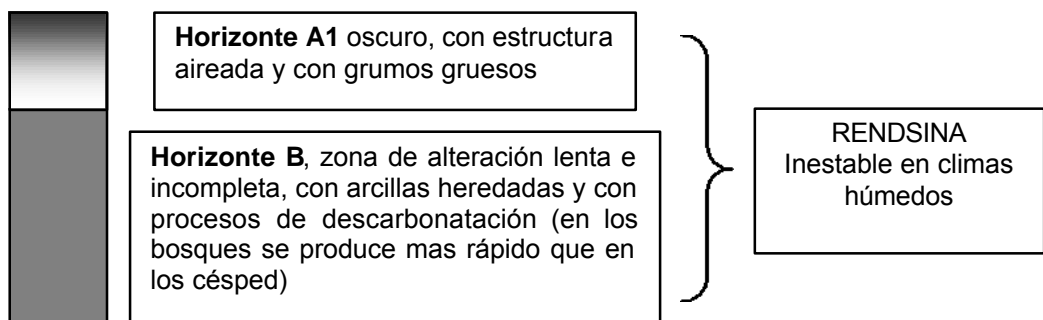 Horizonte A1 oscuro, con estructura
aireada y con grumos gruesos
Horizonte B, zona de alteración lenta e
incompleta, con arcillas heredadas y con
procesos de descarbonatación (en los
bosques se produce mas rápido que en
los césped)
RENDSINA
Inestable en climas
húmedos